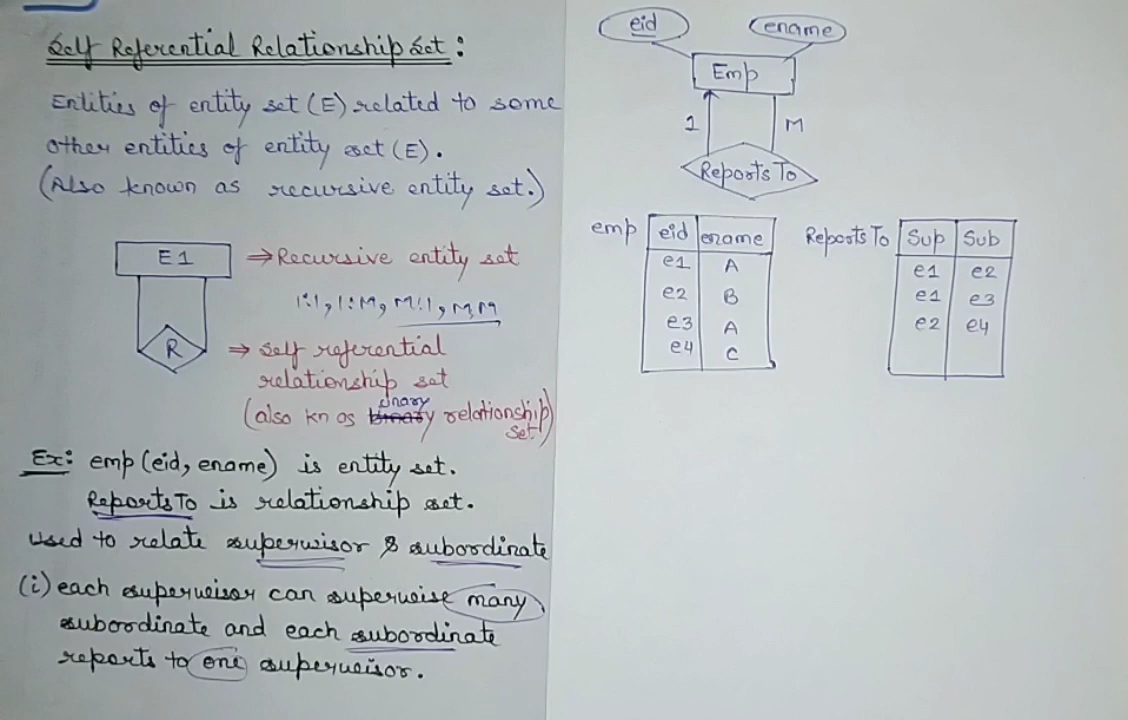 Self Referential Relationship Set:
Entities of entity set (E) related to some
other entities of entity set (E).
(Also known as recursive entity set.)
E1 ⇒ Recursive entity set
1:1, 1:M, M:1, M:M
R ⇒ Self referential
relationship set
unary
(also kn as binary relationship
set)
Ex: emp (eid, ename) is entity set.
Reports To is relationship set.
used to relate supervisor & subordinate
(i) each supervisor can supervise many
subordinate and each subordinate
reports to one supervisor.
eid ename
Emp
1 M
Reports To
emp eid ename
e1 A
e2 B
e3 A
e4 C
Reports To Sup Sub
e1 e2
e1 e3
e2 e4